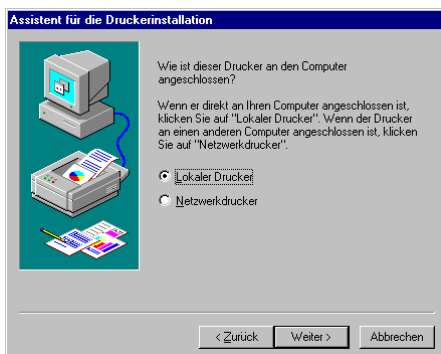 Assistent für die Druckerinstallation
Wie ist dieser Drucker an den Computer
angeschlossen?
Wenn er direkt an Ihren Computer angeschlossen ist,
klicken Sie auf "Lokaler Drucker". Wenn der Drucker
an einen anderen Computer angeschlossen ist, klicken
Sie auf "Netzwerkdrucker".
Lokaler Drucker
Netzwerkdrucker
< Zurück Weiter > Abbrechen